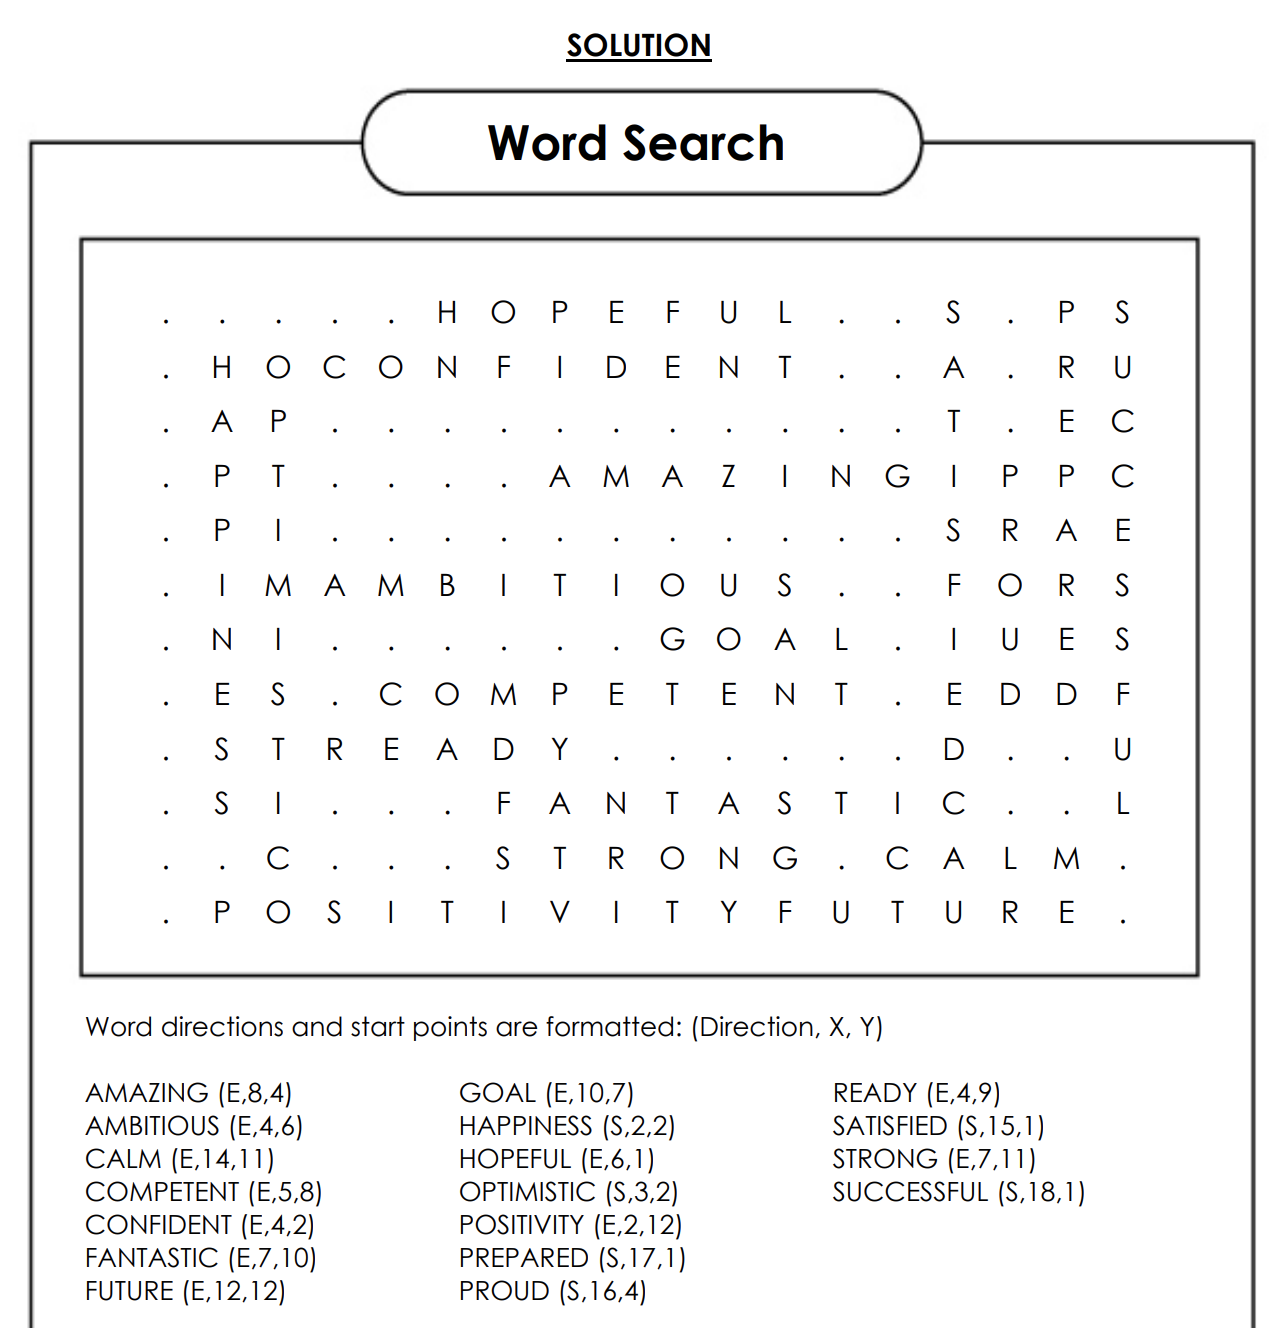 SOLUTION
Word Search
. . . . . H O P E F U L . . S . P S
. H O C O N F I D E N T . . A . R U
. A P . . . . . . . . . . . T . E C
. P T . . . . A M A Z I N G I P P C
. P I . . . . . . . . . . . S R A E
. I M A M B I T I O U S . . F O R S
. N I . . . . . . G O A L . I U E S
. E S . C O M P E T E N T . E D D F
. S T R E A D Y . . . . . . D . . U
. S I . . . F A N T A S T I C . . L
. . C . . . S T R O N G . C A L M .
. P O S I T I V I T Y F U T U R E .
Word directions and start points are formatted: (Direction, X, Y)
AMAZING (E,8,4)
AMBITIOUS (E,4,6)
CALM (E,14,11)
COMPETENT (E,5,8)
CONFIDENT (E,4,2)
FANTASTIC (E,7,10)
FUTURE (E,12,12)
GOAL (E,10,7)
HAPPINESS (S,2,2)
HOPEFUL (E,6,1)
OPTIMISTIC (S,3,2)
POSITIVITY (E,2,12)
PREPARED (S,17,1)
PROUD (S,16,4)
READY (E,4,9)
SATISFIED (S,15,1)
STRONG (E,7,11)
SUCCESSFUL (S,18,1)